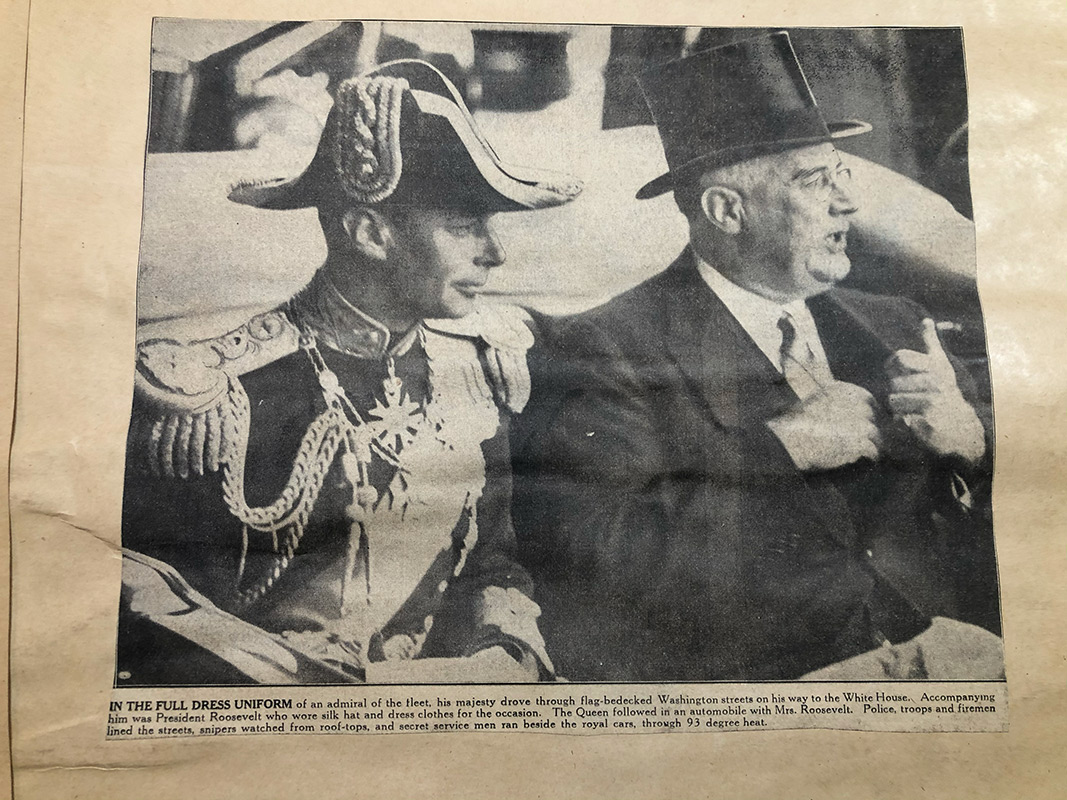 IN THE FULL DRESS UNIFORM of an admiral of the fleet, his majesty drove through flag-bedecked Washington streets on his way to the White House. Accompanying
him was President Roosevelt who wore silk hat and dress clothes for the occasion. The Queen followed in an automobile with Mrs. Roosevelt. Police, troops and firemen
lined the streets, snipers watched from roof-tops, and secret service men ran beside the royal cars, through 93 degree heat.